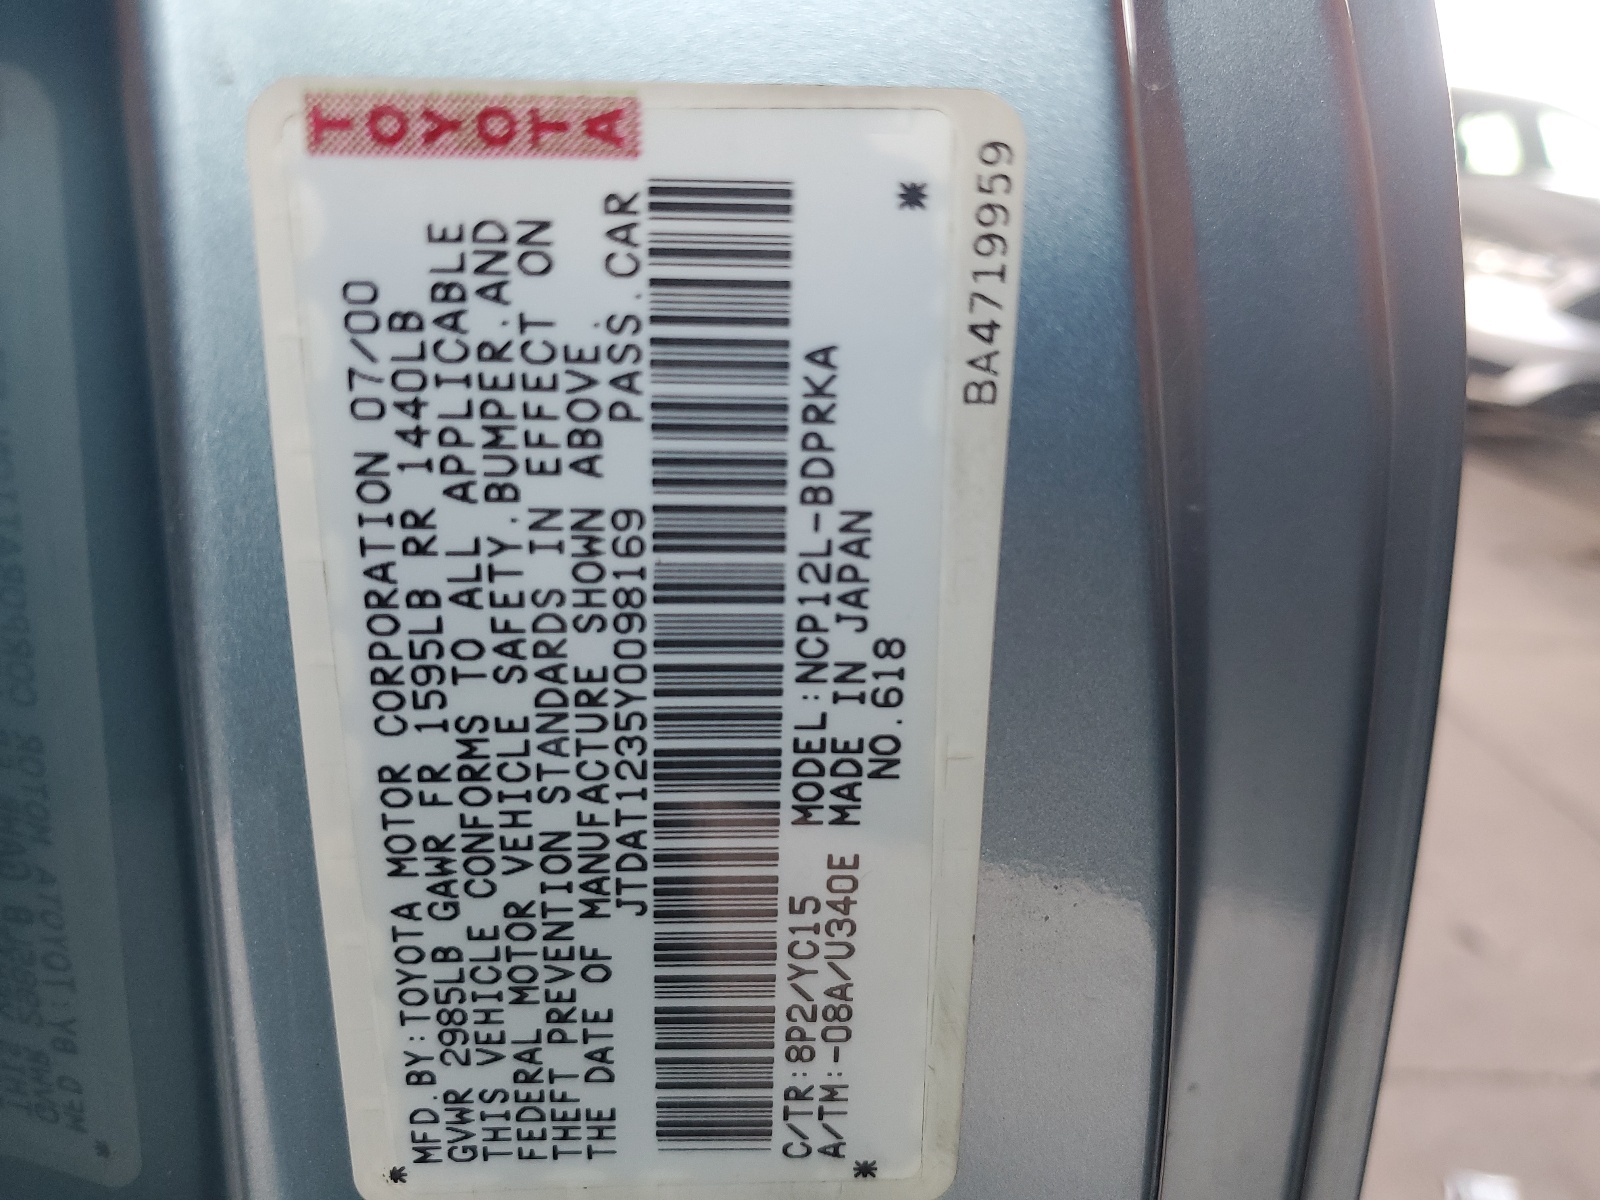 TOYOTA
MFD.BY:TOYOTA MOTOR CORPORATION 07/00
GVWR 2985LB GAWR FR 1595LB RR 1440LB
THIS VEHICLE CONFORMS TO ALL APPLICABLE
FEDERAL MOTOR VEHICLE SAFETY,BUMPER,AND
THEFT PREVENTION STANDARDS IN EFFECT ON
THE DATE OF MANUFACTURE SHOWN ABOVE.
JTDAT1235Y0098169 PASS.CAR
C/TR:8P2/YC15 MODEL:NCP12L-BDPRKA
A/TM:-08A/U340E MADE IN JAPAN
NO.618
BA4719959